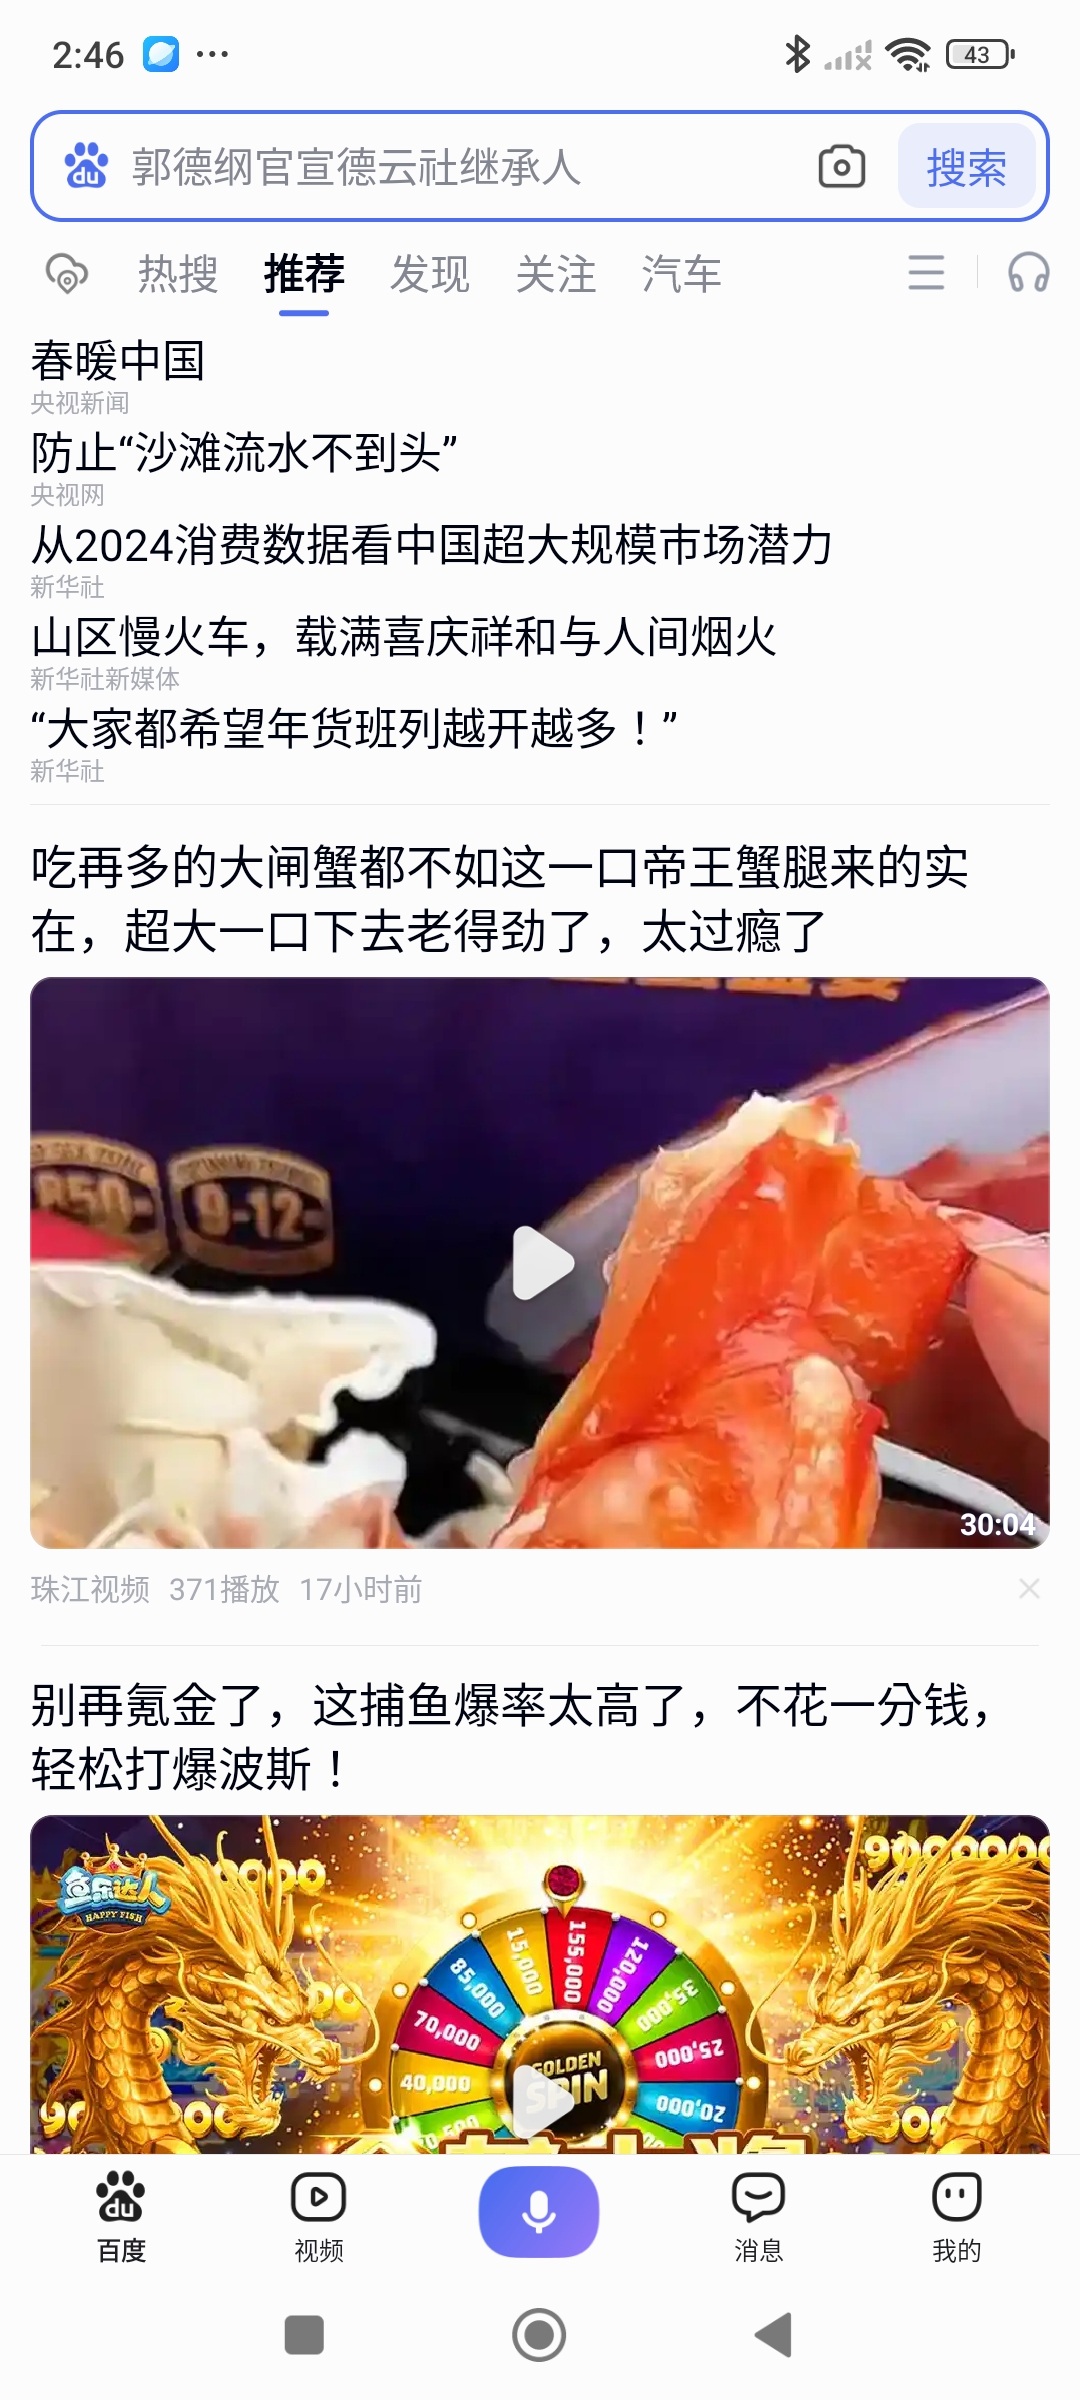 2:46
43
du 郭德纲官宣德云社继承人 搜索
热搜 推荐 发现 关注 汽车
春暖中国
央视新闻
防止“沙滩流水不到头”
央视网
从2024消费数据看中国超大规模市场潜力
新华社
山区慢火车，载满喜庆祥和与人间烟火
新华社新媒体
“大家都希望年货班列越开越多！”
新华社
吃再多的大闸蟹都不如这一口帝王蟹腿来的实
在，超大一口下去老得劲了，太过瘾了
850-
9-12-
30:04
珠江视频 371播放 17小时前
别再氪金了，这捕鱼爆率太高了，不花一分钱，
轻松打爆波斯！
鱼乐达人
HAPPY FISH
15,000
155,000
120,000
85,000
35,000
70,000
25,000
40,000
20,000
GOLDEN
SPIN
du
百度 视频 消息 我的